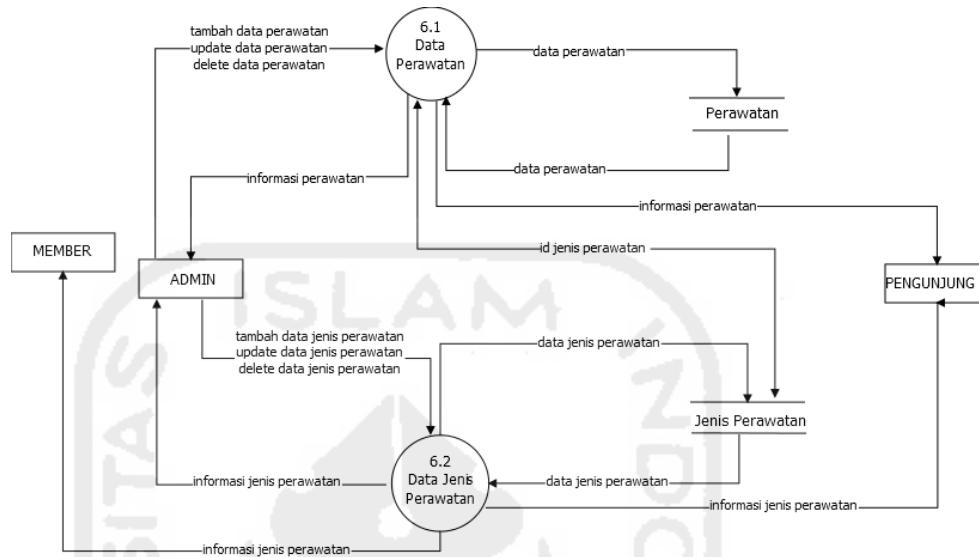 tambah data perawatan
update data perawatan
delete data perawatan
6.1
Data
Perawatan
data perawatan
Perawatan
data perawatan
informasi perawatan
informasi perawatan
MEMBER
id jenis perawatan
ADMIN
PENGUNJUNG
ISLAM
tambah data jenis perawatan
update data jenis perawatan
delete data jenis perawatan
data jenis perawatan
Jenis Perawatan
6.2
Data Jenis
Perawatan
informasi jenis perawatan
data jenis perawatan
informasi jenis perawatan
informasi jenis perawatan